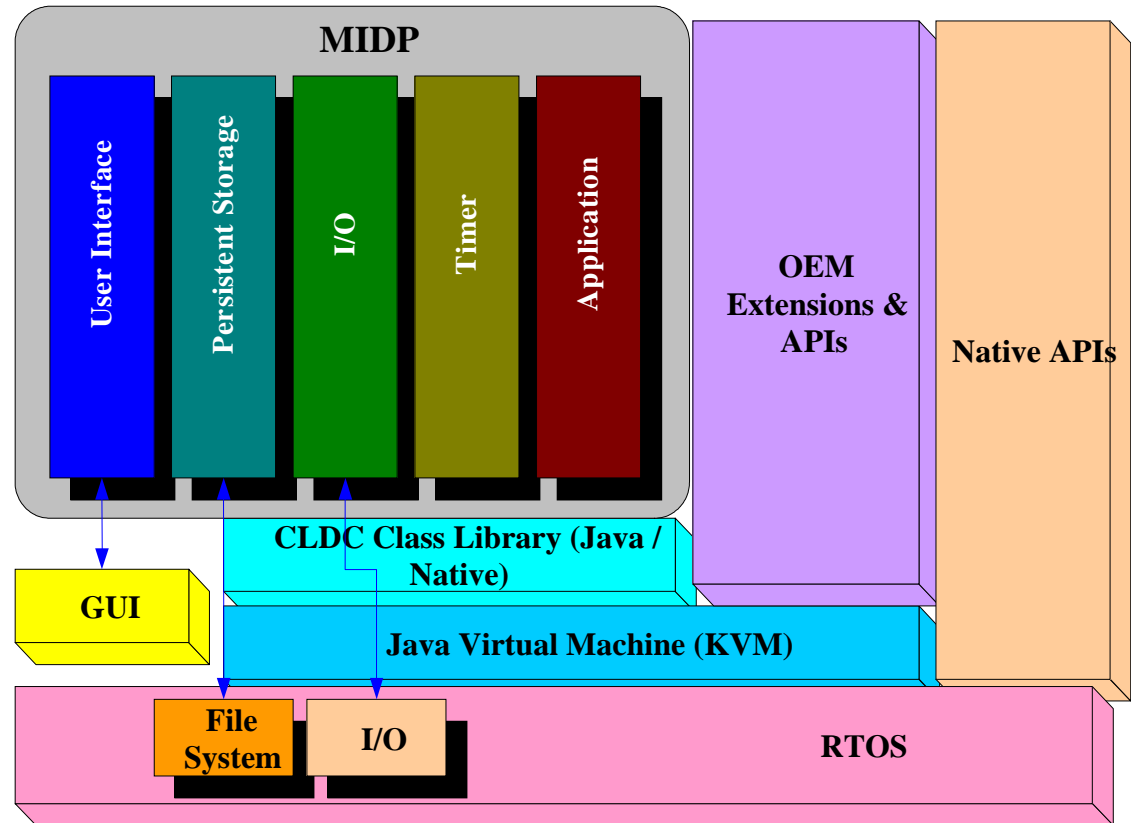 MIDP
User Interface
Persistent Storage
I/O
Timer
Application
OEM
Extensions &
APIs
Native APIs
CLDC Class Library (Java /
Native)
GUI
Java Virtual Machine (KVM)
File
System
I/O
RTOS